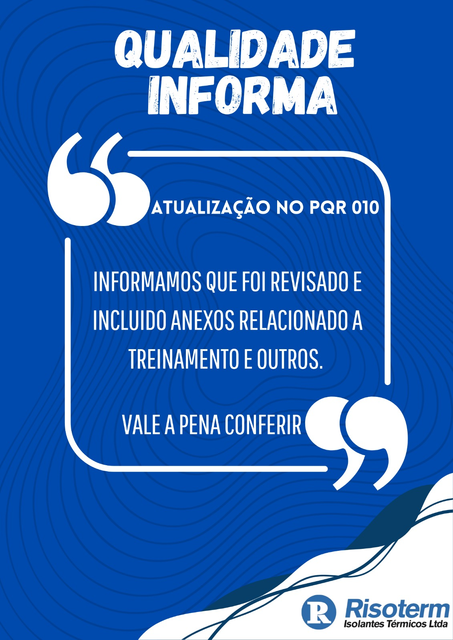 QUALIDADE
INFORMA
ATUALIZAÇÃO NO PQR 010
INFORMAMOS QUE FOI REVISADO E
INCLUIDO ANEXOS RELACIONADO A
TREINAMENTO E OUTROS.
VALE A PENA CONFERIR
R Risoterm
Isolantes Térmicos Ltda